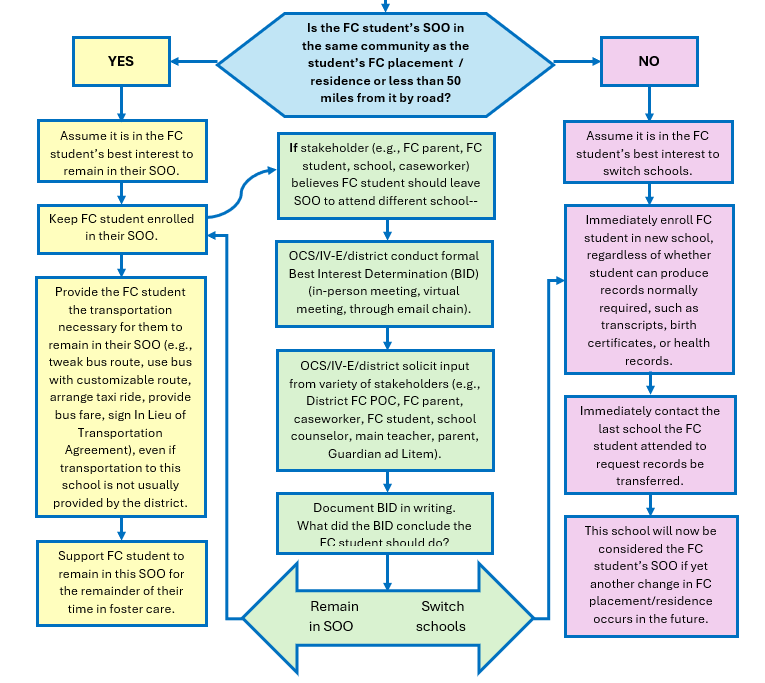 Is the FC student's SOO in
the same community as the
student's FC placement /
residence or less than 50
miles from it by road?
YES
NO
Assume it is in the FC
student's best interest to
remain in their SOO.
Keep FC student enrolled
in their SOO.
Provide the FC student
the transportation
necessary for them to
remain in their SOO (e.g.,
tweak bus route, use bus
with customizable route,
arrange taxi ride, provide
bus fare, sign In Lieu of
Transportation
Agreement), even if
transportation to this
school is not usually
provided by the district.
Support FC student to
remain in this SOO for
the remainder of their
time in foster care.
If stakeholder (e.g., FC parent, FC
student, school, caseworker)
believes FC student should leave
SOO to attend different school--
OCS/IV-E/district conduct formal
Best Interest Determination (BID)
(in-person meeting, virtual
meeting, through email chain).
OCS/IV-E/district solicit input
from variety of stakeholders (e.g.,
District FC POC, FC parent,
caseworker, FC student, school
counselor, main teacher, parent,
Guardian ad Litem).
Document BID in writing.
What did the BID conclude the
FC student should do?
Remain
in SOO
Switch
schools
Assume it is in the FC
student's best interest to
switch schools.
Immediately enroll FC
student in new school,
regardless of whether
student can produce
records normally
required, such as
transcripts, birth
certificates, or health
records.
Immediately contact the
last school the FC
student attended to
request records be
transferred.
This school will now be
considered the FC
student's SOO if yet
another change in FC
placement/residence
occurs in the future.